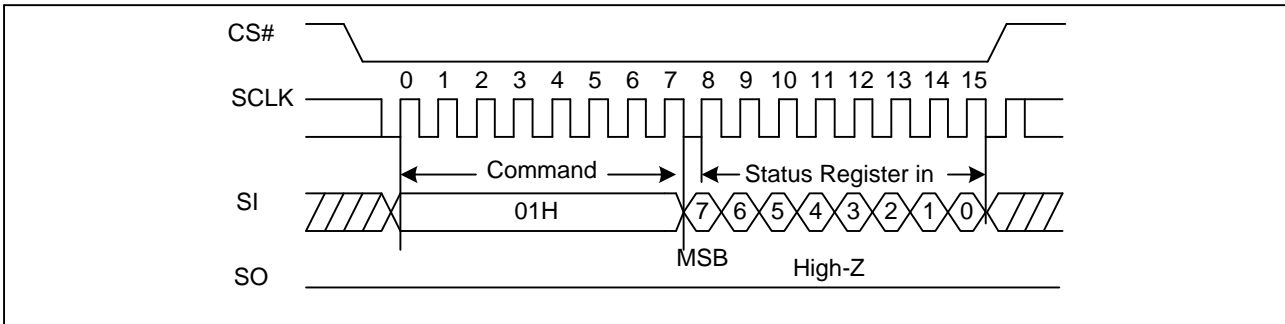 CS#
0 1 2 3 4 5 6 7 8 9 10 11 12 13 14 15
SCLK
Command Status Register in
SI 01H 7 6 5 4 3 2 1 0
MSB High-Z
SO